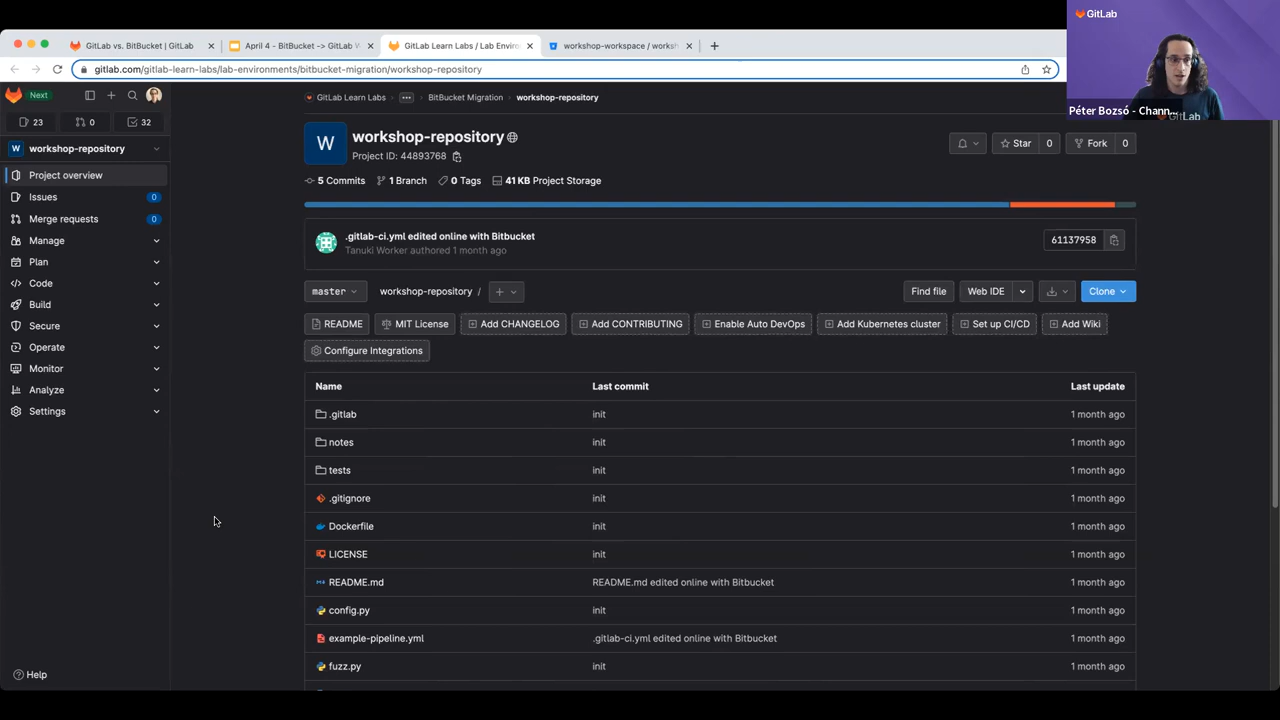 GitLab vs. BitBucket | GitLab
April 4 - BitBucket -> GitLab W
GitLab Learn Labs / Lab Enviro
workshop-workspace / works
GitLab
gitlab.com/gitlab-learn-labs/lab-environments/bitbucket-migration/workshop-repository
Péter Bozsó - Chann...
GitLab
Next
23
0
32
W
workshop-repository
Project overview
Issues
0
Merge requests
0
Manage
Plan
Code
Build
Secure
Operate
Monitor
Analyze
Settings
Help
GitLab Learn Labs
BitBucket Migration
workshop-repository
W
workshop-repository
Project ID: 44893768
Star
0
Fork
0
5 Commits
1 Branch
0 Tags
41 KB Project Storage
.gitlab-ci.yml edited online with Bitbucket
Tanuki Worker authored 1 month ago
61137958
master
workshop-repository /
Find file
Web IDE
Clone
README
MIT License
Add CHANGELOG
Add CONTRIBUTING
Enable Auto DevOps
Add Kubernetes cluster
Set up CI/CD
Add Wiki
Configure Integrations
Name Last commit Last update
.gitlab init 1 month ago
notes init 1 month ago
tests init 1 month ago
.gitignore init 1 month ago
Dockerfile init 1 month ago
LICENSE init 1 month ago
README.md README.md edited online with Bitbucket 1 month ago
config.py init 1 month ago
example-pipeline.yml .gitlab-ci.yml edited online with Bitbucket 1 month ago
fuzz.py init 1 month ago